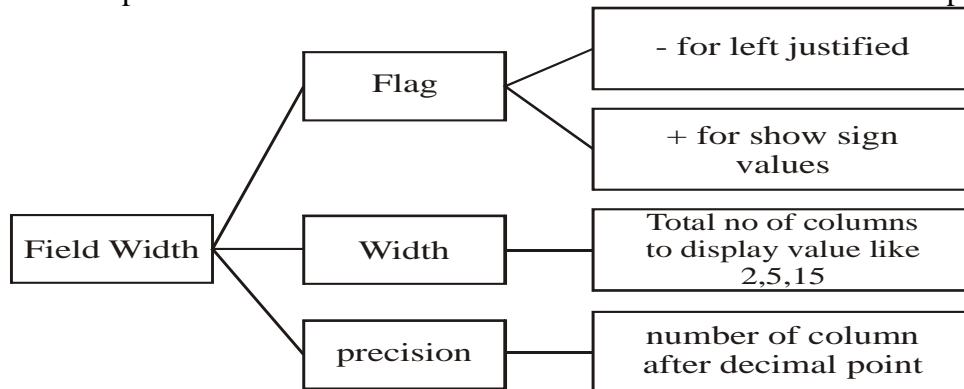 - for left justified
Flag
+ for show sign
values
Field Width
Width
Total no of columns
to display value like
2,5,15
precision
number of column
after decimal point